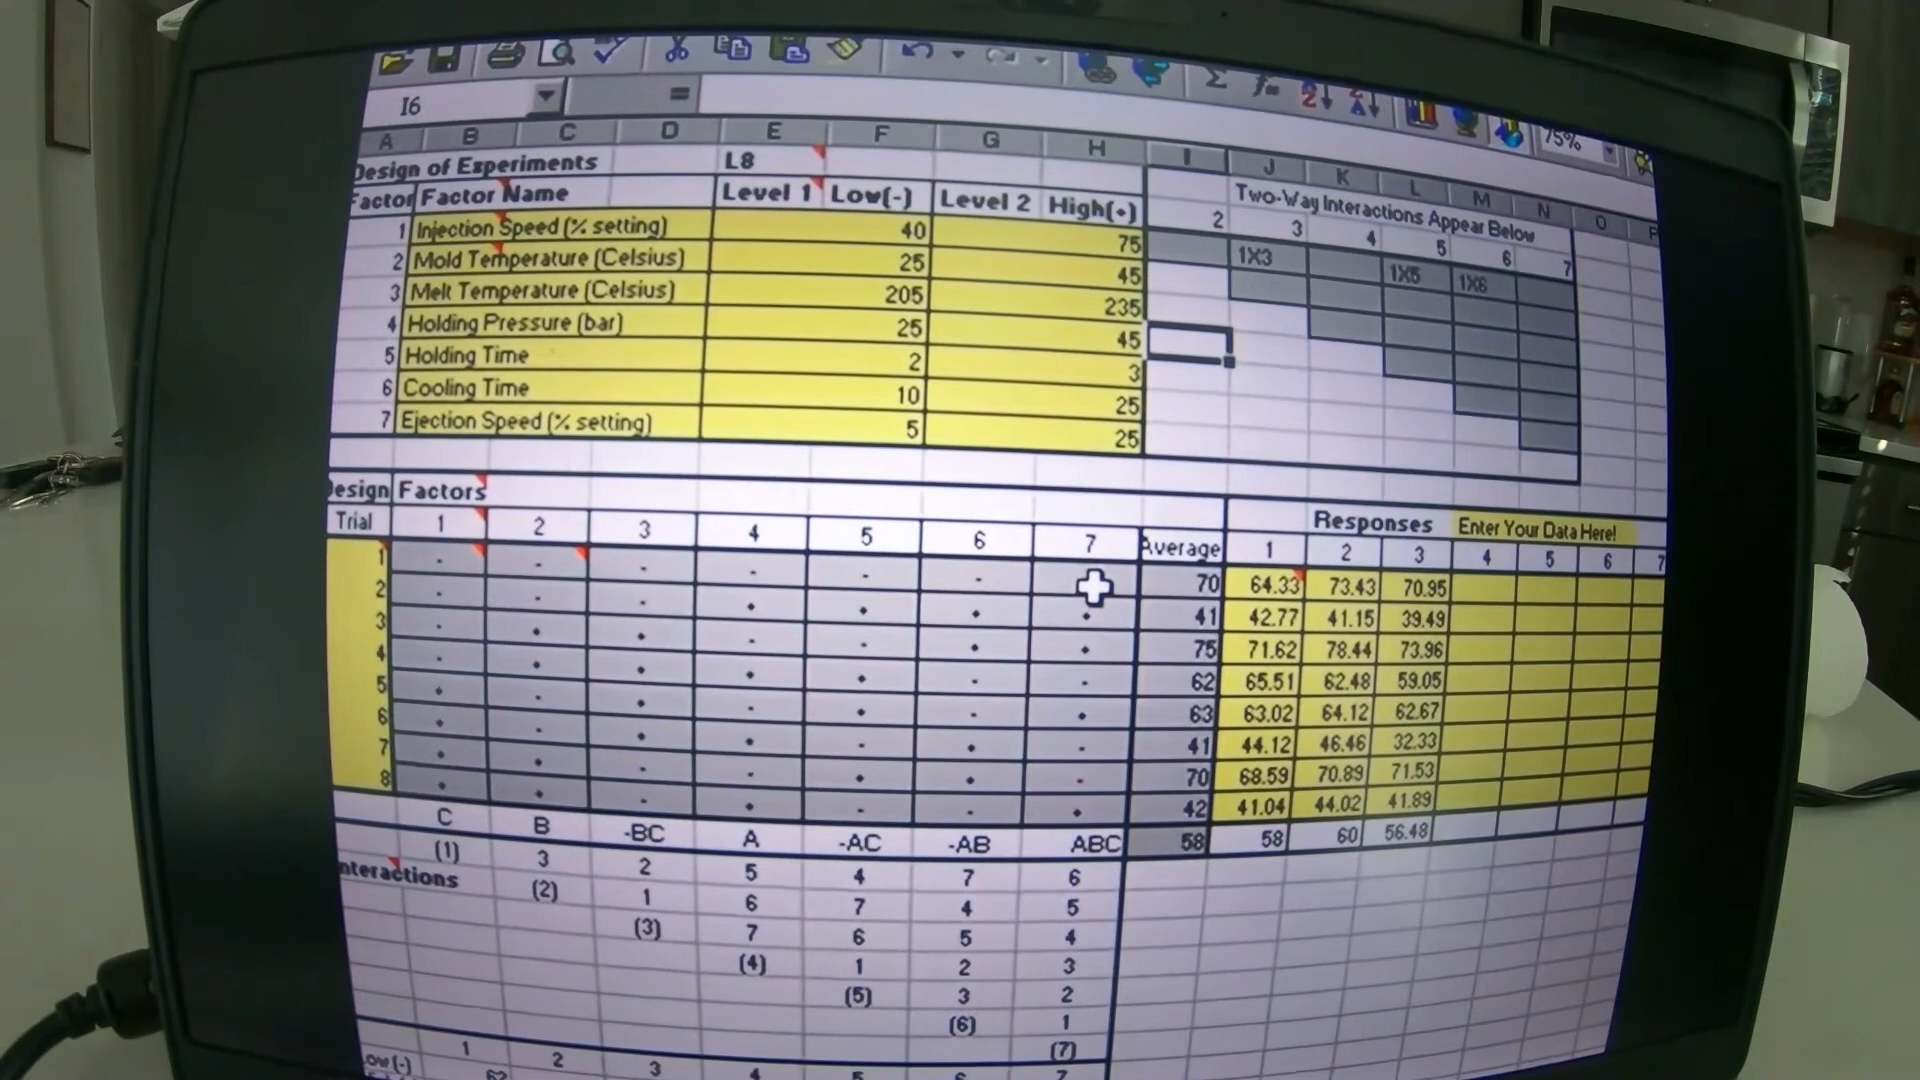 75%
I6 =
A B C D E F G H I J K L M N O P
Design of Experiments L8
Factor Factor Name Level 1 Low(-) Level 2 High(+) Two-Way Interactions Appear Below
2 3 4 5 6 7
1 Injection Speed (% setting) 40 75 1X3 1X5 1X6
2 Mold Temperature (Celsius) 25 45
3 Melt Temperature (Celsius) 205 235
4 Holding Pressure (bar) 25 45
5 Holding Time 2 3
6 Cooling Time 10 25
7 Ejection Speed (% setting) 5 25
Design Factors Responses Enter Your Data Here!
Trial 1 2 3 4 5 6 7 Average 1 2 3 4 5 6 7
1 - - - - - - 70 64.33 73.43 70.95
2 - - - + + + + 41 42.77 41.15 39.49
3 - + + - - + + 75 71.62 78.44 73.96
4 - + + + + - - 62 65.51 62.48 59.05
5 + - + - + - + 63 63.02 64.12 62.67
6 + - + + - + - 41 44.12 46.46 32.33
7 + + - - + + - 70 68.59 70.89 71.53
8 + + - + - - + 42 41.04 44.02 41.89
C B -BC A -AC -AB ABC 58 58 60 56.48
Interactions (1) 3 2 5 4 7 6
(2) 1 6 7 4 5
(3) 7 6 5 4
(4) 1 2 3
(5) 3 2
(6) 1
(7)
1 2 3 4 5 6 7
Low(-) 62